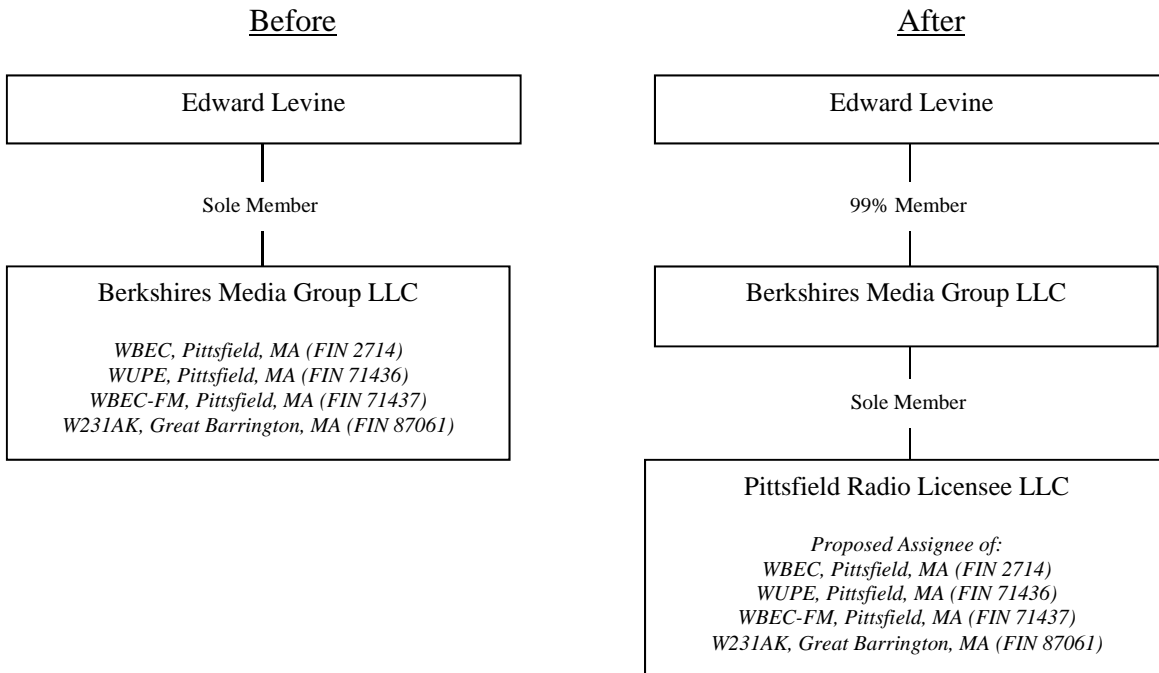 Before
Edward Levine
Sole Member
Berkshires Media Group LLC
WBEC, Pittsfield, MA (FIN 2714)
WUPE, Pittsfield, MA (FIN 71436)
WBEC-FM, Pittsfield, MA (FIN 71437)
W231AK, Great Barrington, MA (FIN 87061)
After
Edward Levine
99% Member
Berkshires Media Group LLC
Sole Member
Pittsfield Radio Licensee LLC
Proposed Assignee of:
WBEC, Pittsfield, MA (FIN 2714)
WUPE, Pittsfield, MA (FIN 71436)
WBEC-FM, Pittsfield, MA (FIN 71437)
W231AK, Great Barrington, MA (FIN 87061)